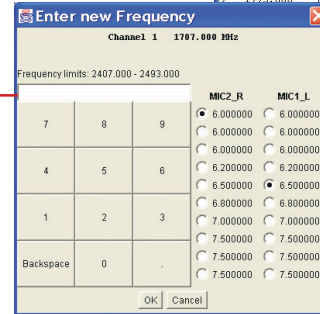 Enter new Frequency
Channel 1 1707.000 MHz
Frequency limits: 2407.000 - 2493.000
MIC2_R MIC1_L
7 8 9
4 5 6
1 2 3
Backspace 0 .
6.000000 6.000000
6.000000 6.000000
6.000000 6.000000
6.200000 6.200000
6.500000 6.500000
6.800000 6.800000
7.000000 7.000000
7.500000 7.500000
7.500000 7.500000
7.500000 7.500000
OK Cancel